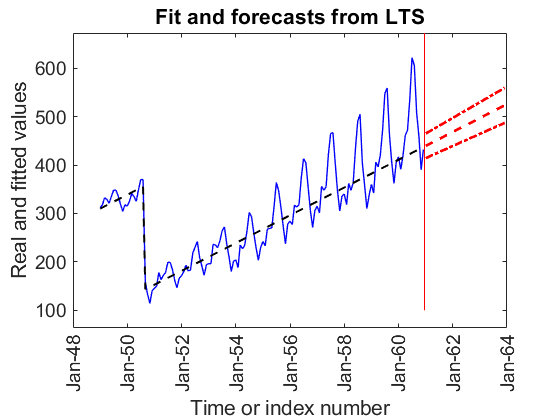 Fit and forecasts from LTS
Real and fitted values
600
500
400
300
200
100
Jan-48
Jan-50
Jan-52
Jan-54
Jan-56
Jan-58
Jan-60
Jan-62
Jan-64
Time or index number